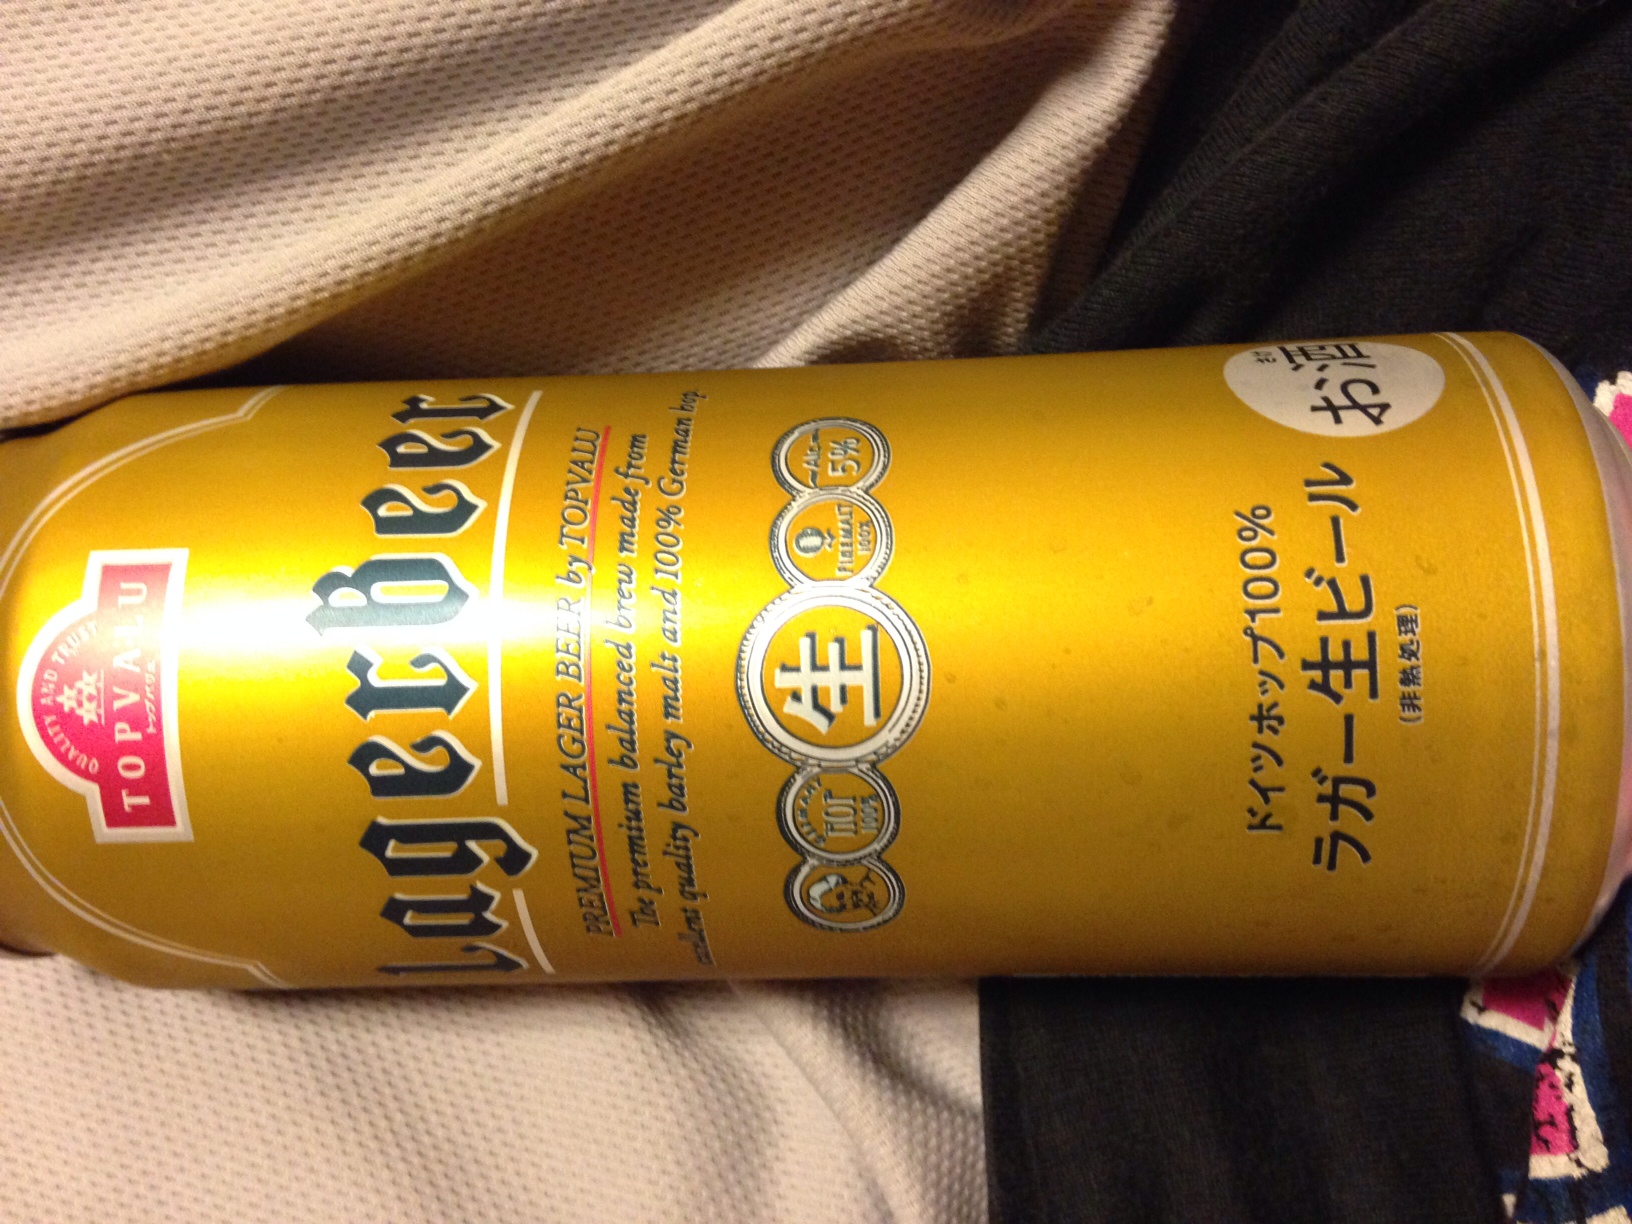 QUALITY AND TRUST
TOPVALU
トップバリュ
LagerBeer
PREMIUM LAGER BEER by TOPVALU
The premium balanced brew made from
excellent quality barley malt and 100% German hop
GERMAN HOP 100%
生
FINEMALT 100%
Alc. 5%
ドイツホップ100%
ラガー生ビール
(非熱処理)
お酒